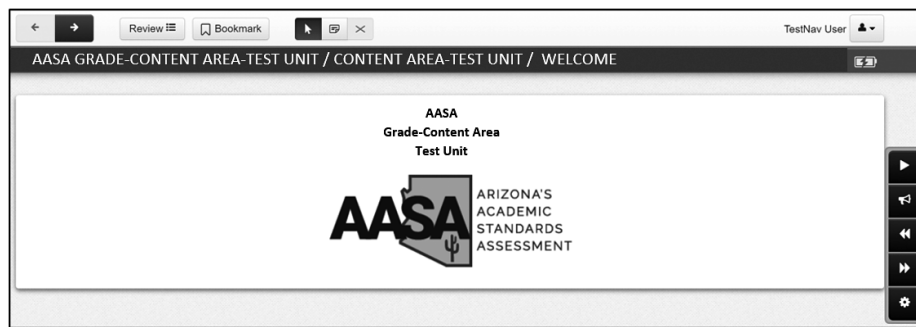 Review Bookmark TestNav User
AASA GRADE-CONTENT AREA-TEST UNIT / CONTENT AREA-TEST UNIT / WELCOME
AASA
Grade-Content Area
Test Unit
AASA
ARIZONA'S
ACADEMIC
STANDARDS
ASSESSMENT